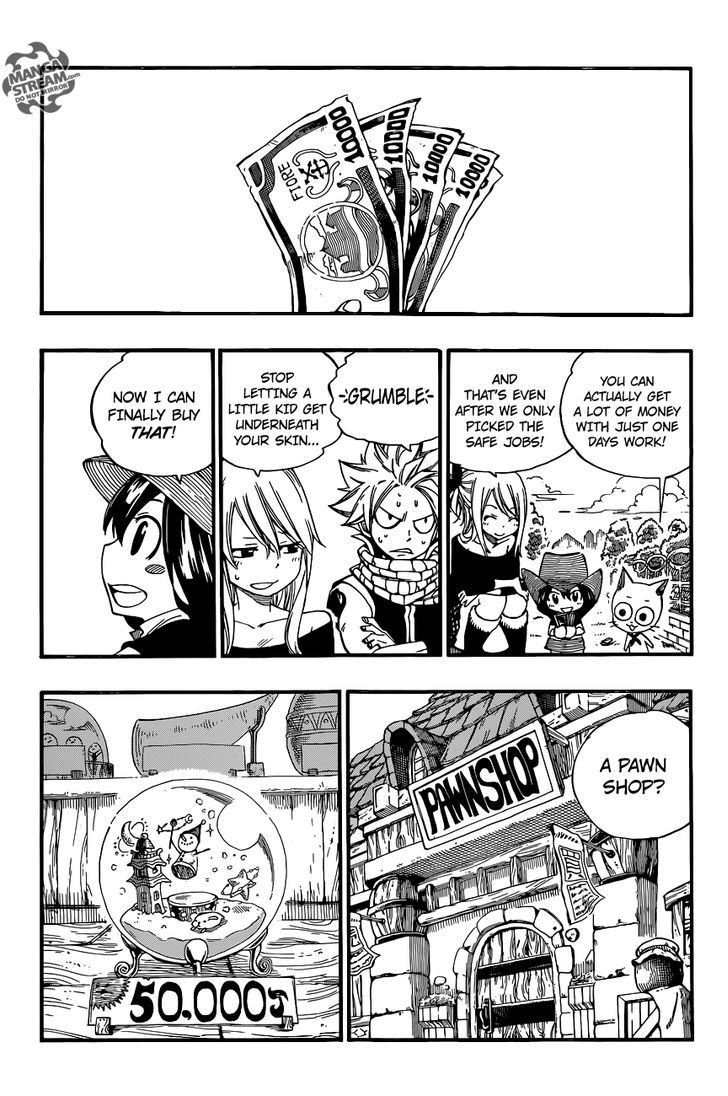 MANGA
STREAM.com
DO NOT MIRROR!
FIORE
10000
10000
10000
10000
YOU CAN
ACTUALLY GET
A LOT OF MONEY
WITH JUST ONE
DAYS WORK!
AND
THAT'S EVEN
AFTER WE ONLY
PICKED THE
SAFE JOBS!
GRUMBLE
STOP
LETTING A
LITTLE KID GET
UNDERNEATH
YOUR SKIN...
NOW I CAN
FINALLY BUY
THAT!
A PAWN
SHOP?
PAWNSHOP
50.000J